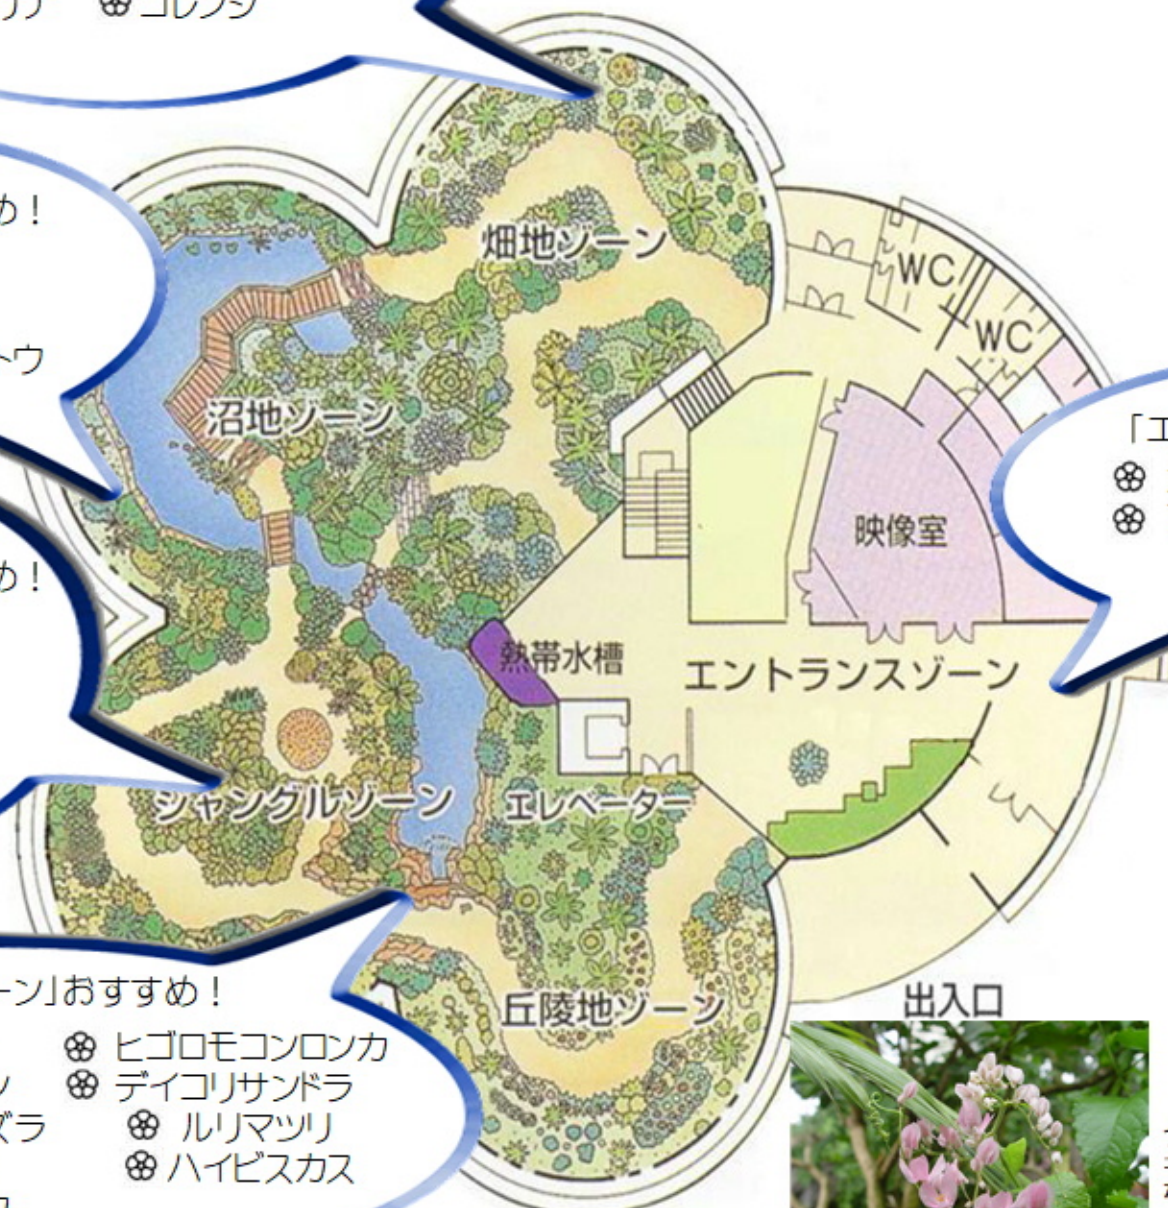 コレンジ
め！
畑地ゾーン
WC
WC
トウ
沼地ゾーン
「エ
映像室
め！
熱帯水槽
エントランスゾーン
ジャングルゾーン
エレベーター
ーン」おすすめ！
丘陵地ゾーン
出入口
ヒゴロモコンロンカ
デイコリサンドラ
ズラ
ルリマツリ
ハイビスカス